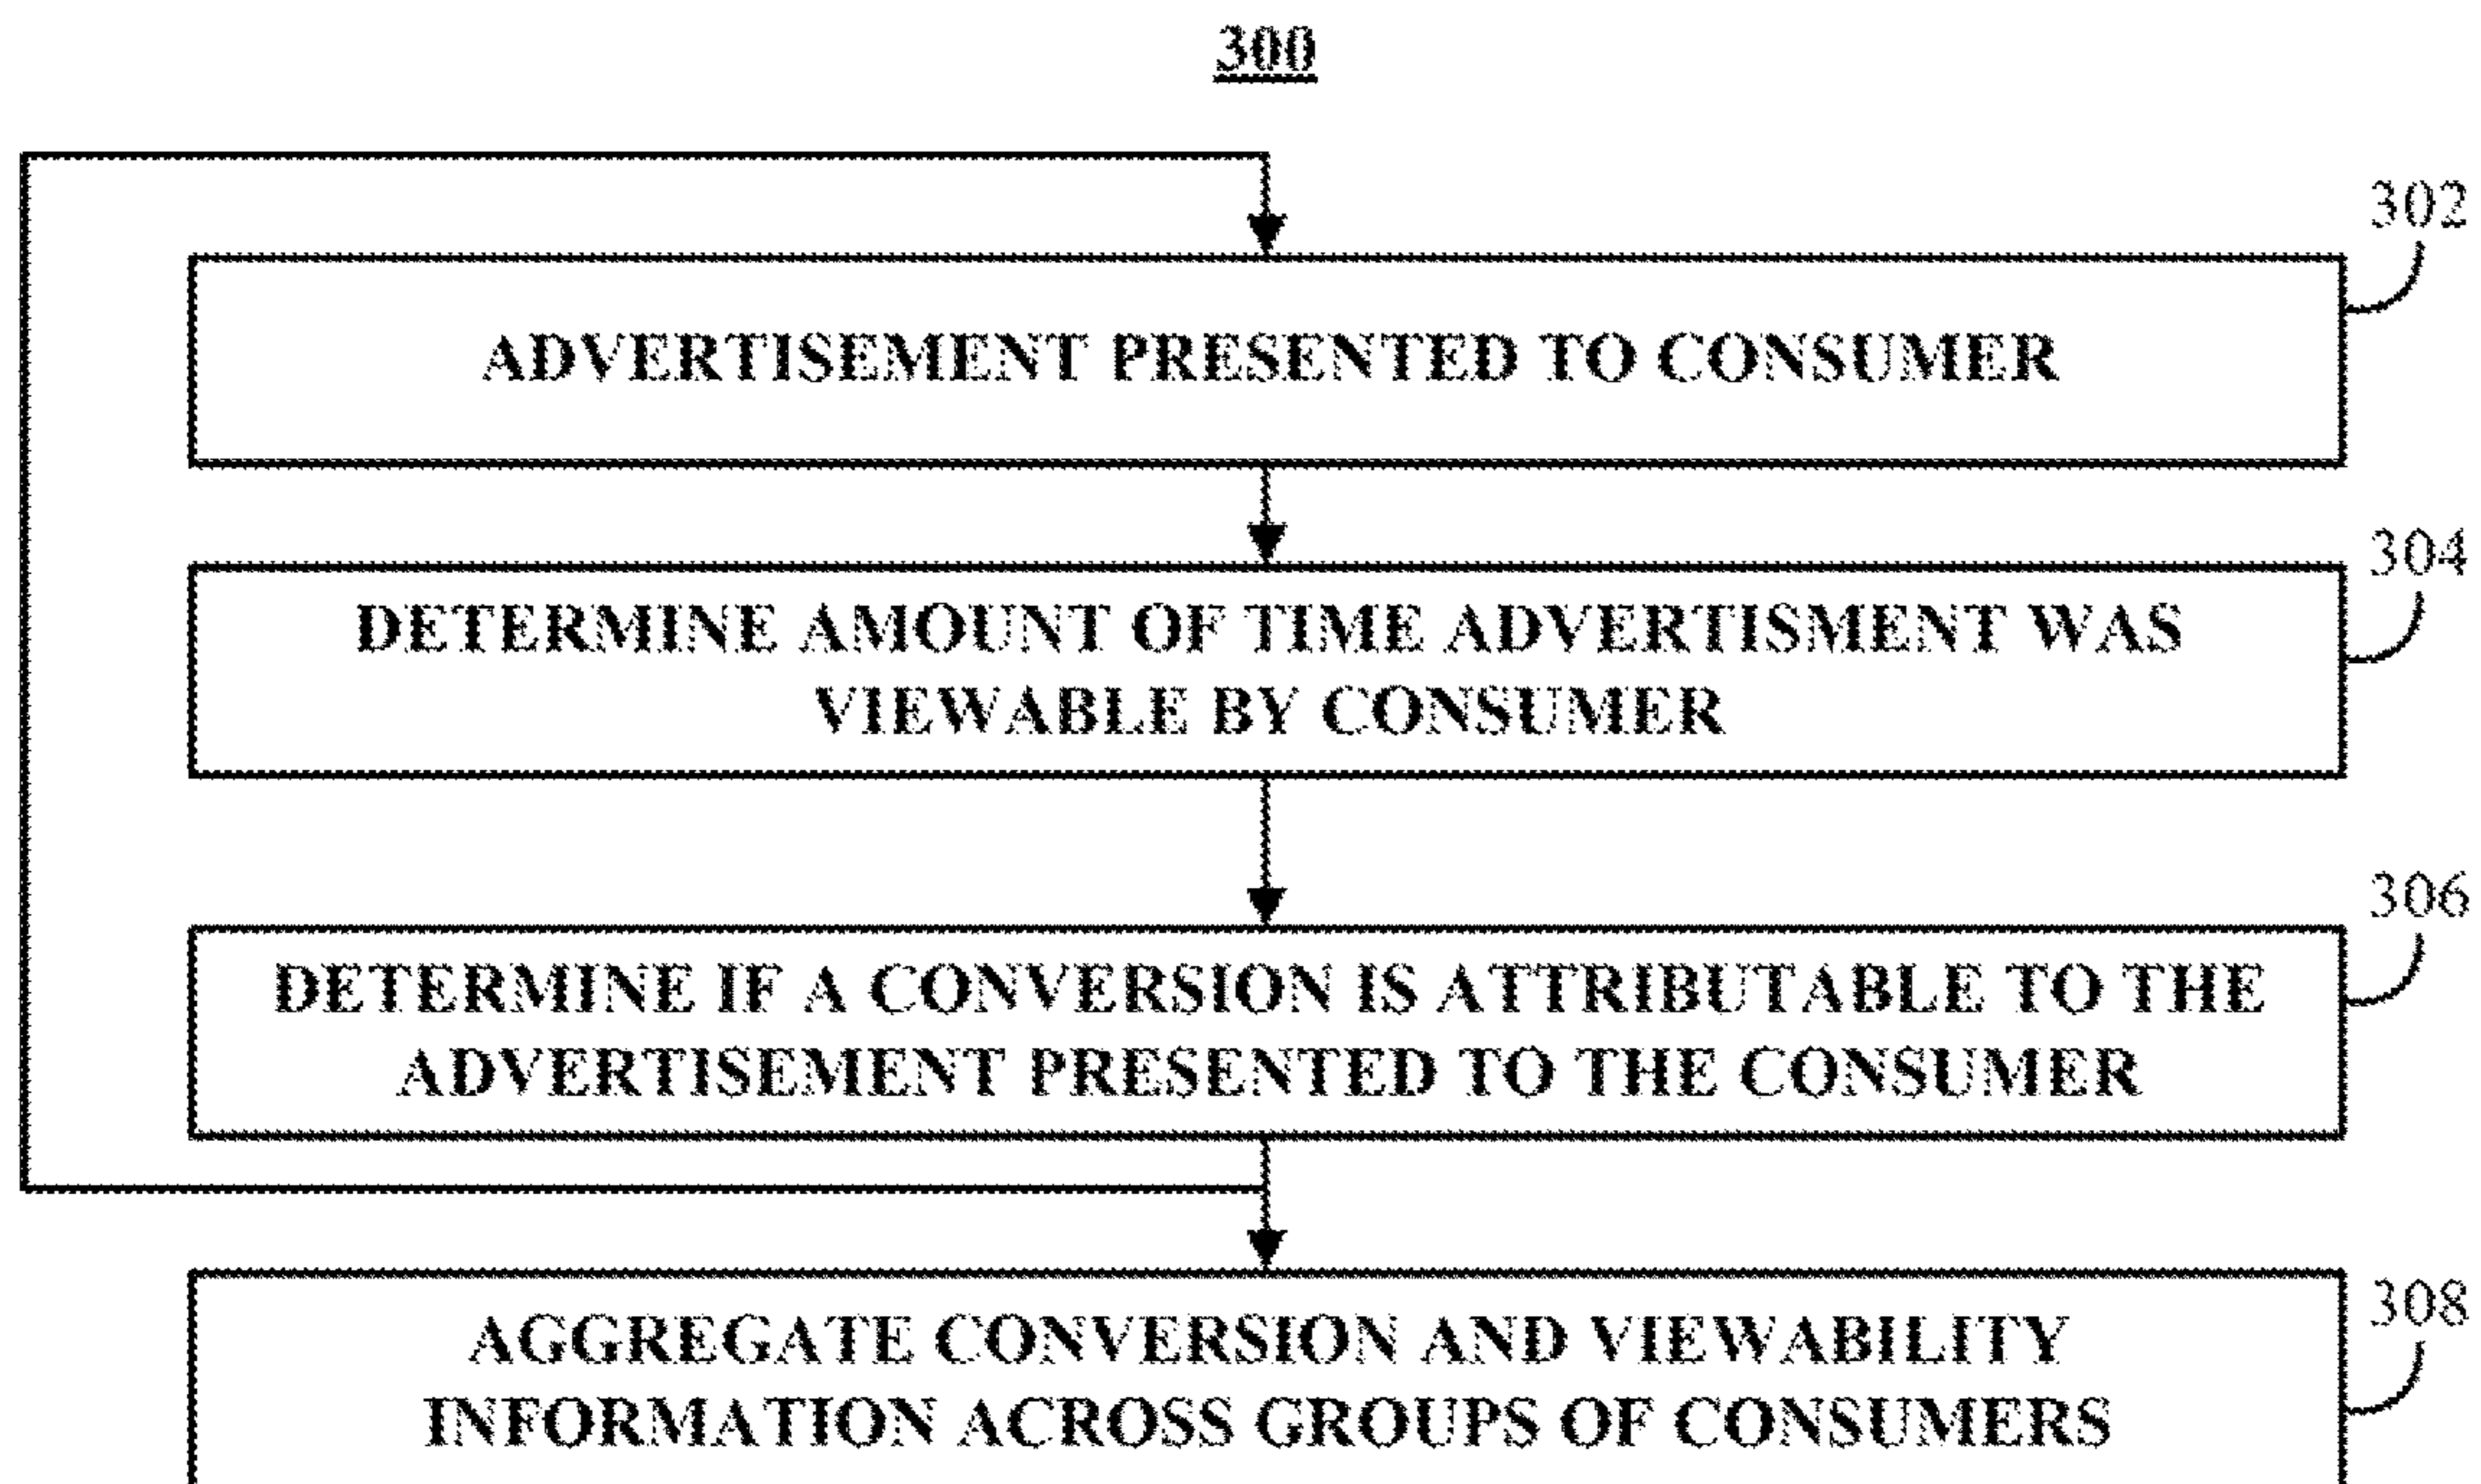 300
302
ADVERTISEMENT PRESENTED TO CONSUMER
304
DETERMINE AMOUNT OF TIME ADVERTISMENT WAS
VIEWABLE BY CONSUMER
306
DETERMINE IF A CONVERSION IS ATTRIBUTABLE TO THE
ADVERTISEMENT PRESENTED TO THE CONSUMER
308
AGGREGATE CONVERSION AND VIEWABILITY
INFORMATION ACROSS GROUPS OF CONSUMERS